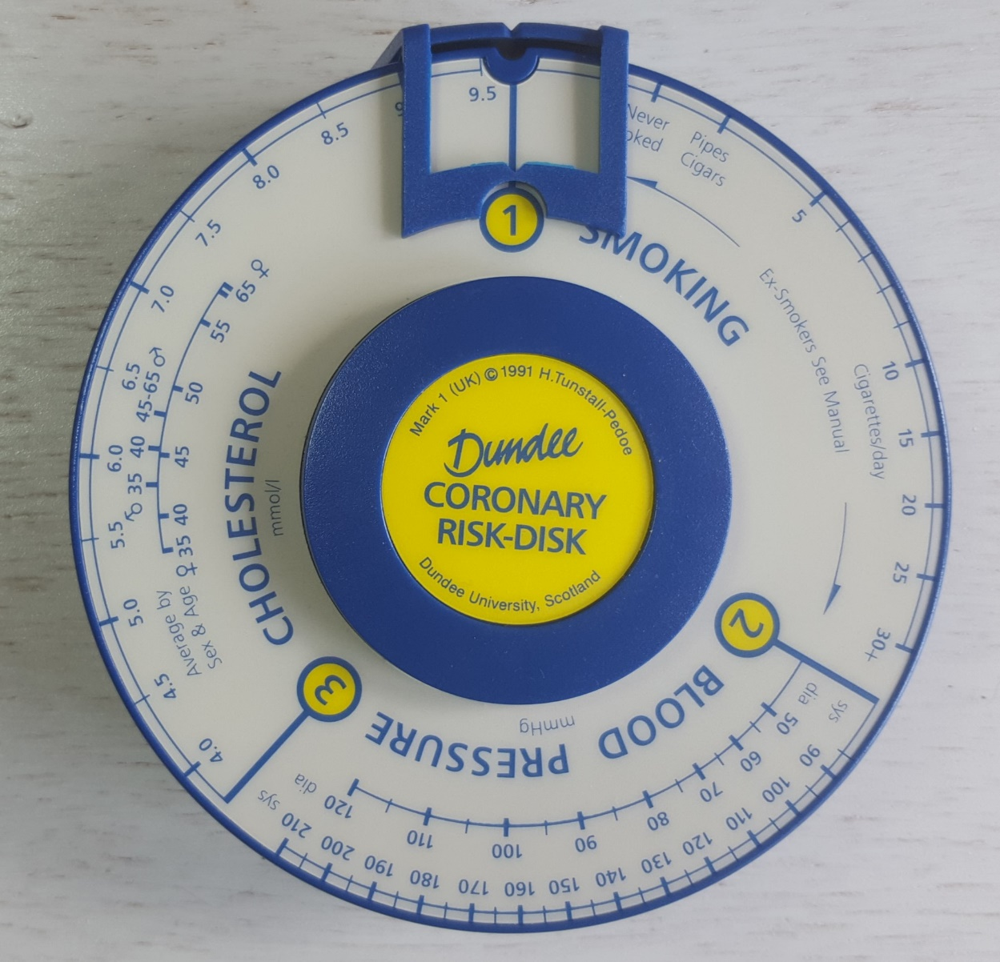 Mark 1 (UK) © 1991 H.Tunstall-Pedoe
Dundee
CORONARY
RISK-DISK
Dundee University, Scotland
1
SMOKING
Never
Pipes
Cigars
5
10
15
20
25
30+
Ex-Smokers See Manual
Cigarettes/day
2
BLOOD PRESSURE
mmHg
dia
50
60
70
80
90
100
110
120
dia
sys
90
100
110
120
130
140
150
160
170
180
190
200
210
sys
3
CHOLESTEROL
mmol/l
Average by
Sex & Age
♀ 35
40
45
50
55
65 ♀
♂ 35
40
45-65 ♂
4.0
4.5
5.0
5.5
6.0
6.5
7.0
7.5
8.0
8.5
9.5